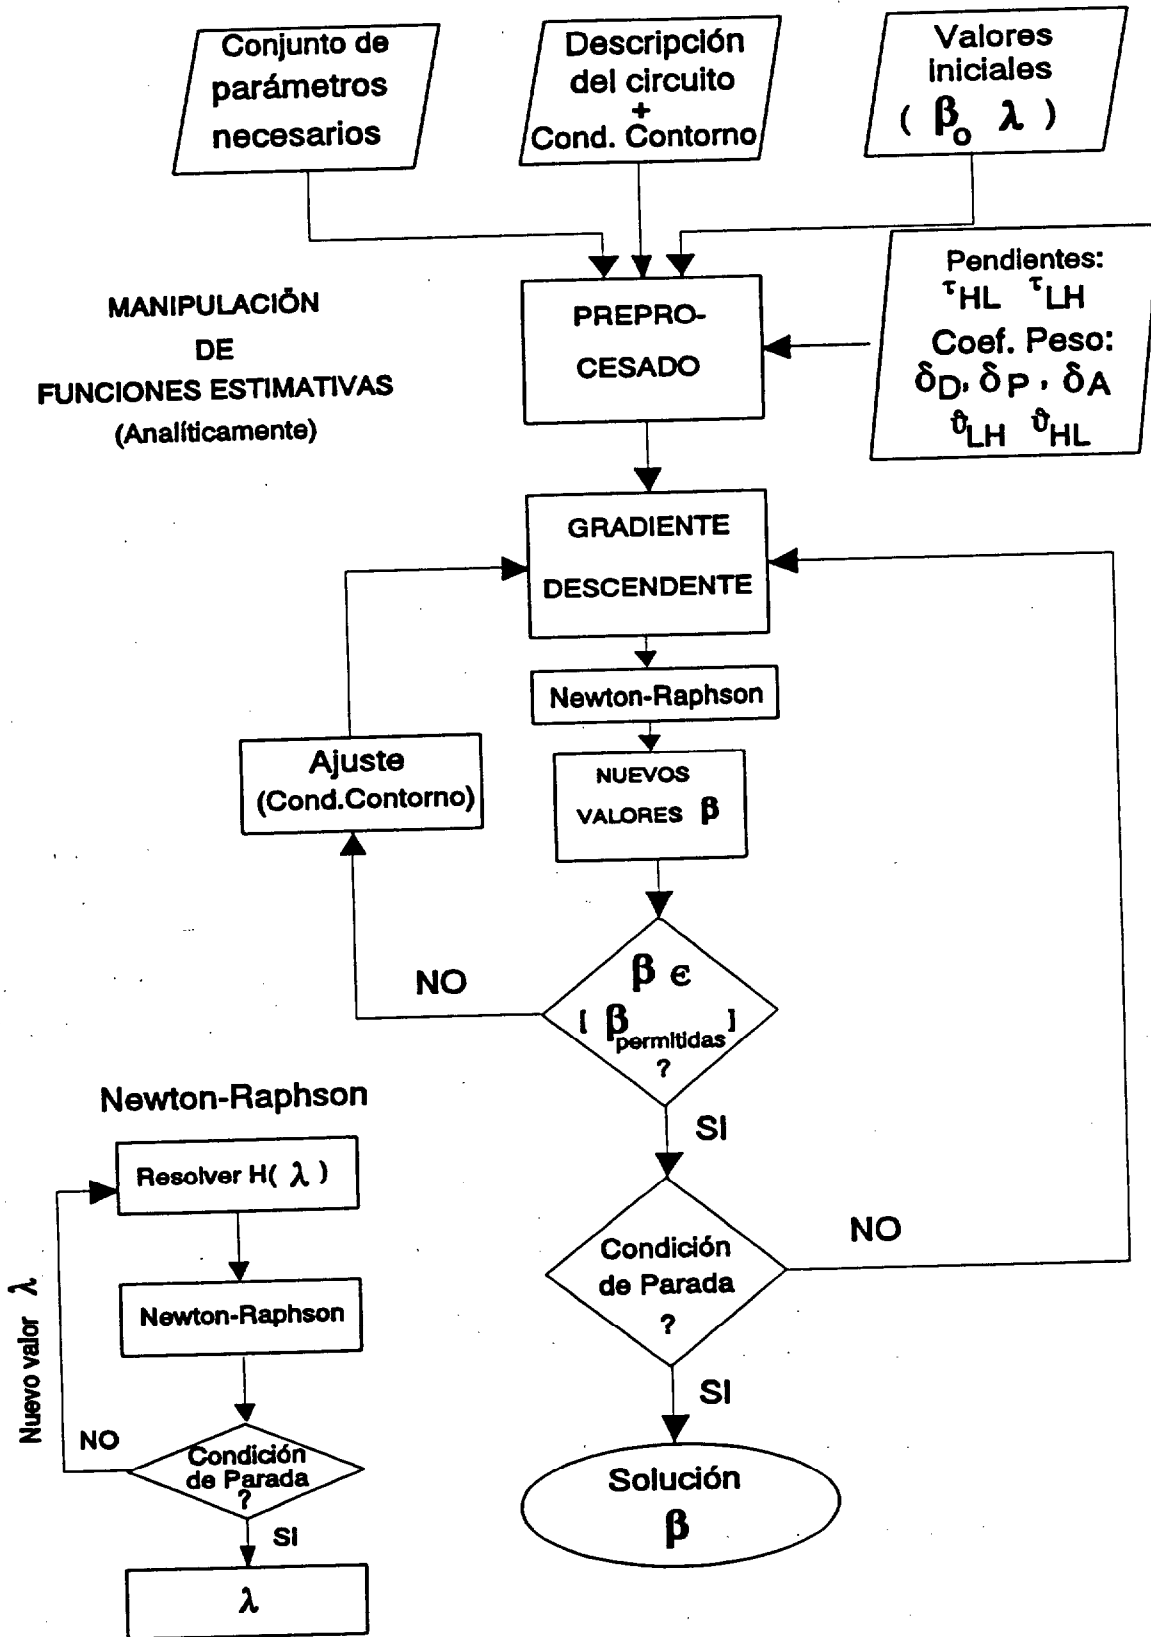 Conjunto de
parámetros
necesarios
Descripción
del circuito
+
Cond. Contorno
Valores
iniciales
( β₀ λ )
Pendientes:
τHL τLH
Coef. Peso:
δD, δP, δA
ϑLH ϑHL
MANIPULACIÓN
DE
FUNCIONES ESTIMATIVAS
(Analíticamente)
PREPRO-
CESADO
GRADIENTE
DESCENDENTE
Newton-Raphson
Ajuste
(Cond.Contorno)
NUEVOS
VALORES β
NO
β ϵ
[ βpermitidas ]
?
SI
Condición
de Parada
?
NO
SI
Solución
β
Newton-Raphson
Resolver H( λ )
Newton-Raphson
Nuevo valor λ
NO
Condición
de Parada
?
SI
λ